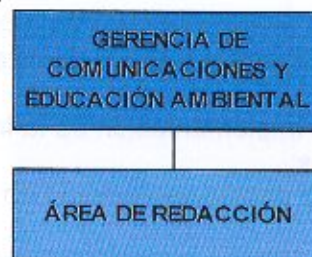 GERENCIA DE
COMUNICACIONES Y
EDUCACIÓN AMBIENTAL
ÁREA DE REDACCIÓN